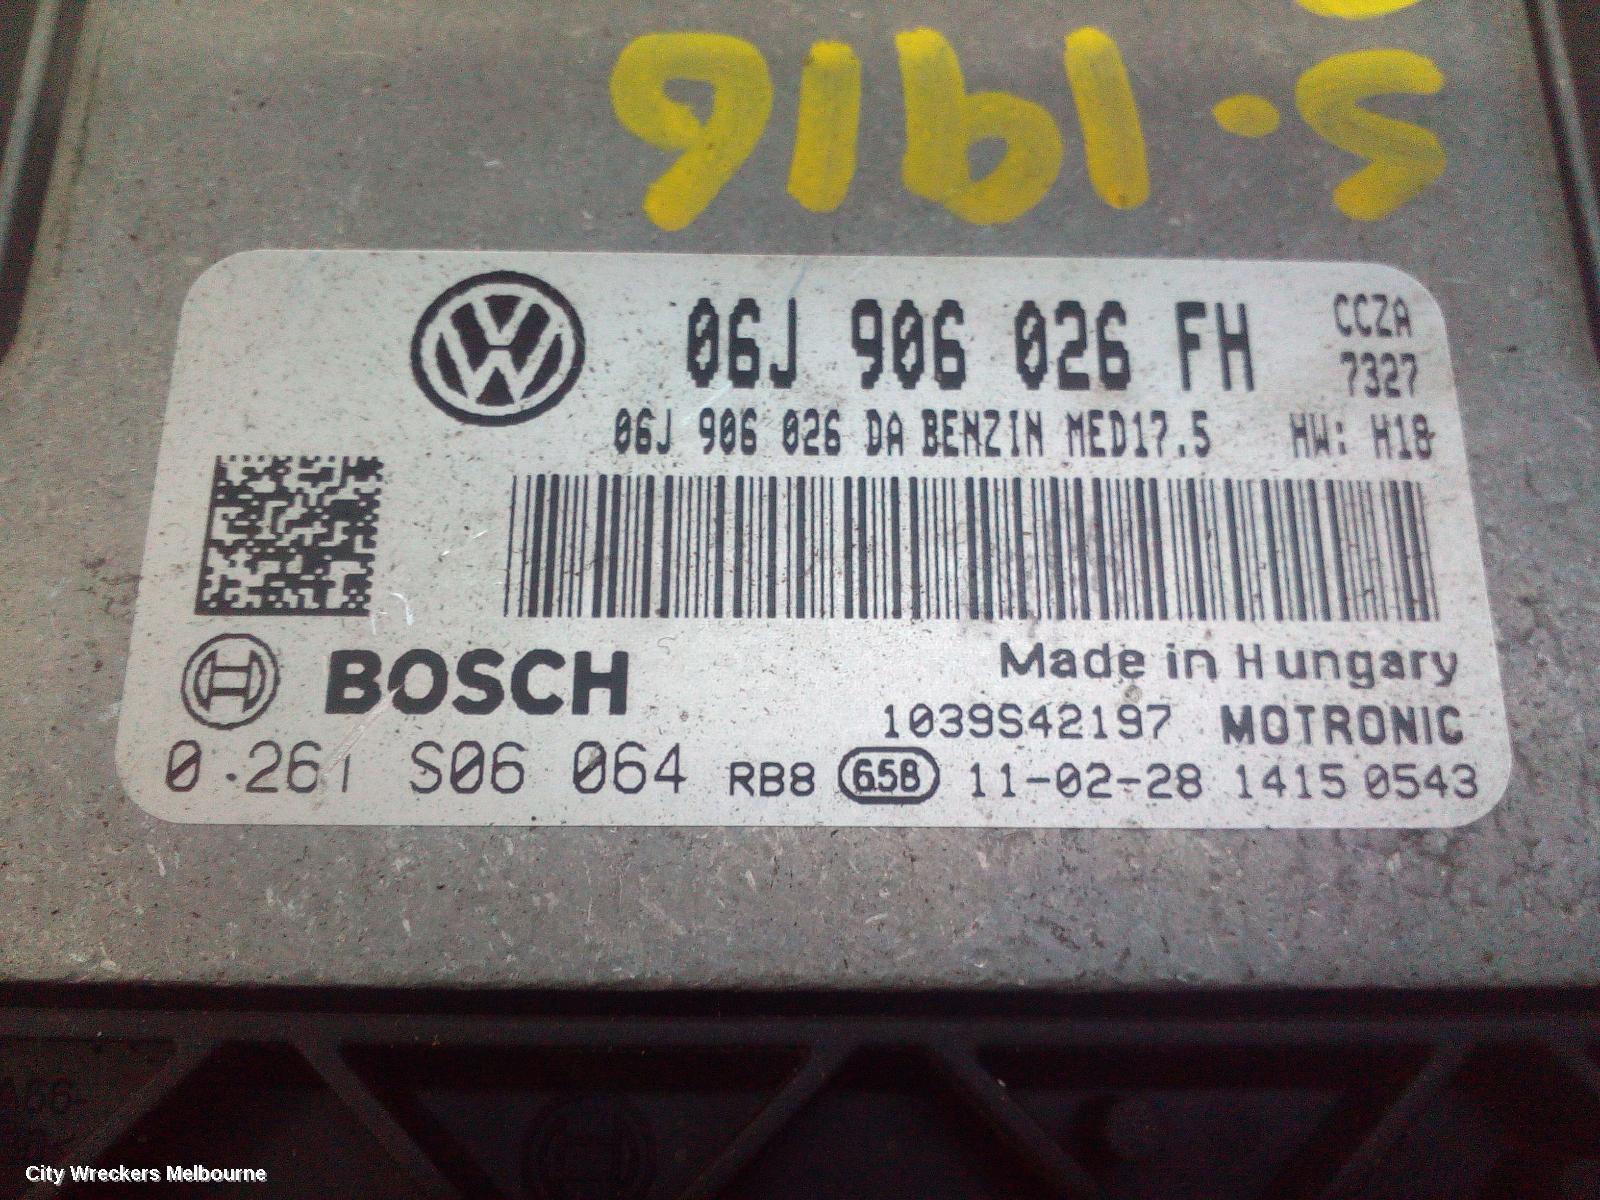 1916
06J 906 026 FH CCZA
7327
06J 906 026 DA BENZIN MED17.5 HW: H18
BOSCH
Made in Hungary
1039S42197 MOTRONIC
0 261 S06 064 RB8 65B 11-02-28 1415 0543
City Wreckers Melbourne